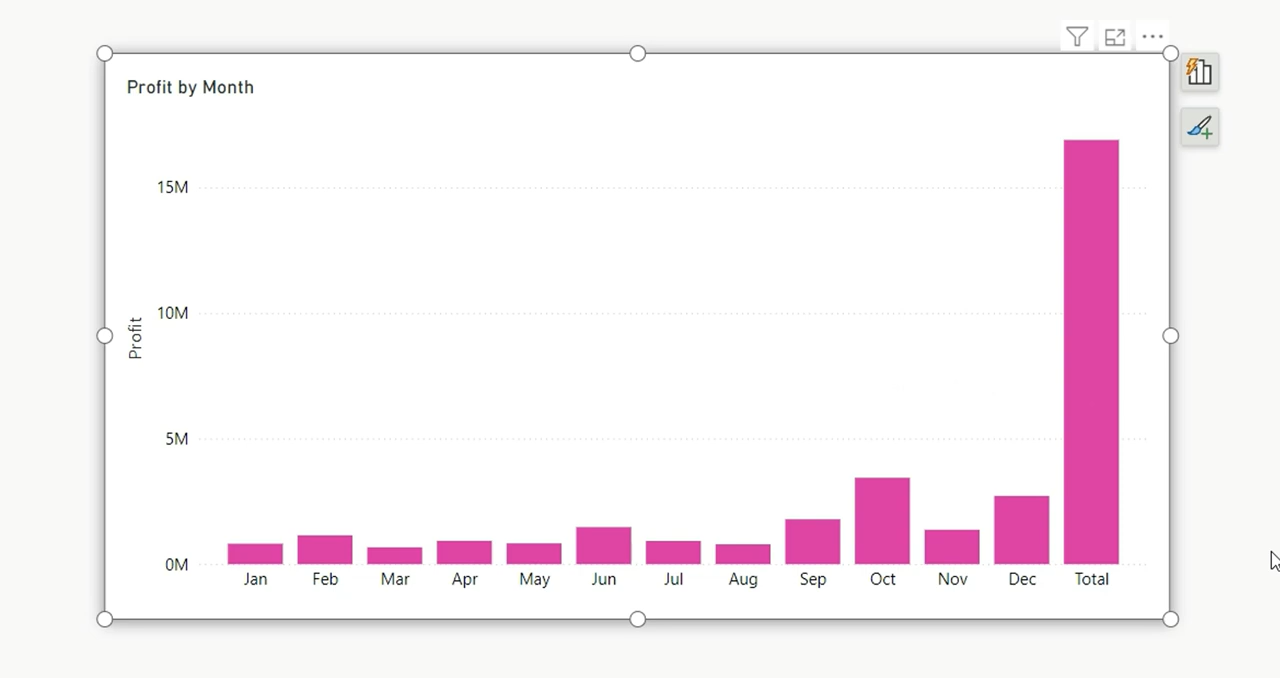 Profit by Month
15M
10M
5M
0M
Profit
Jan Feb Mar Apr May Jun Jul Aug Sep Oct Nov Dec Total